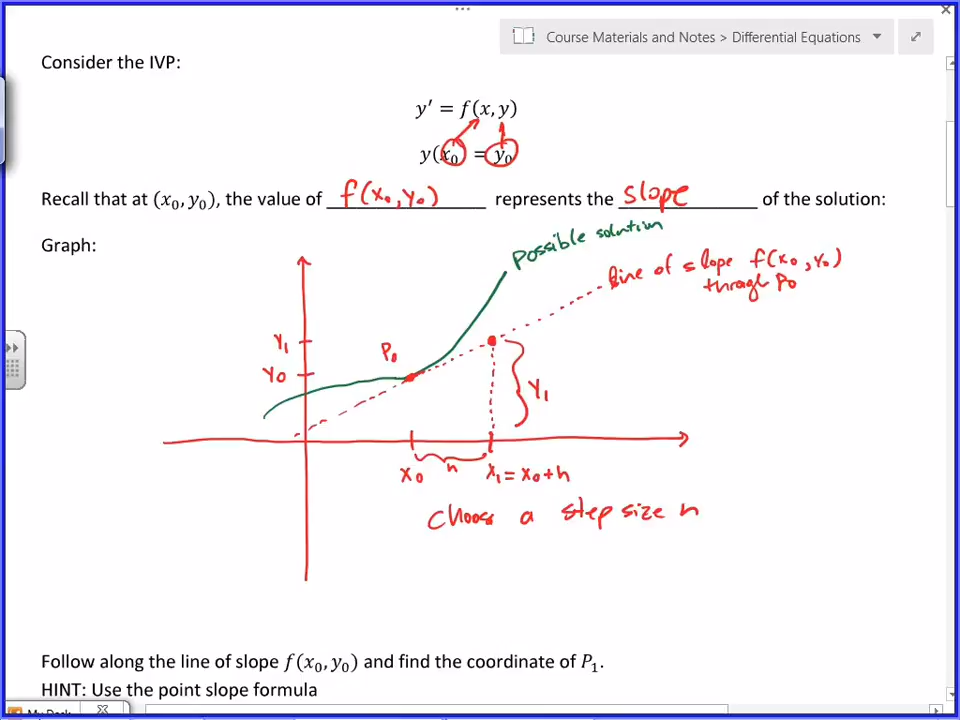 Course Materials and Notes > Differential Equations
Consider the IVP:
y′ = f(x, y)
y(x₀ = y₀
Recall that at (x₀, y₀), the value of f(x₀, y₀) represents the slope of the solution:
Graph:
possible solution
line of slope f(x₀, y₀)
through P₀
y₁
P₀
y₀
y₁
h
x₀
x₁ = x₀ + h
Choose a step size h
Follow along the line of slope f(x₀, y₀) and find the coordinate of P₁.
HINT: Use the point slope formula
My Desk